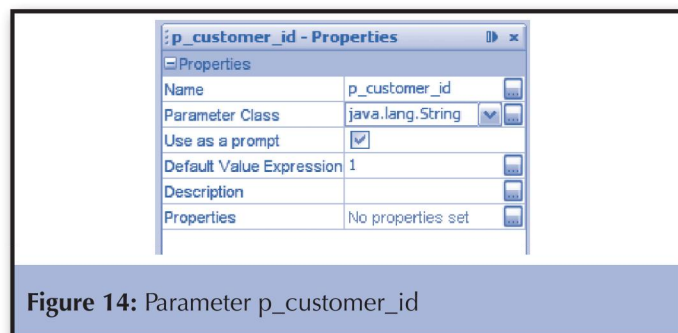 p_customer_id - Properties
Properties
Name p_customer_id ...
Parameter Class java.lang.String ...
Use as a prompt
Default Value Expression 1 ...
Description ...
Properties No properties set ...
Figure 14: Parameter p_customer_id